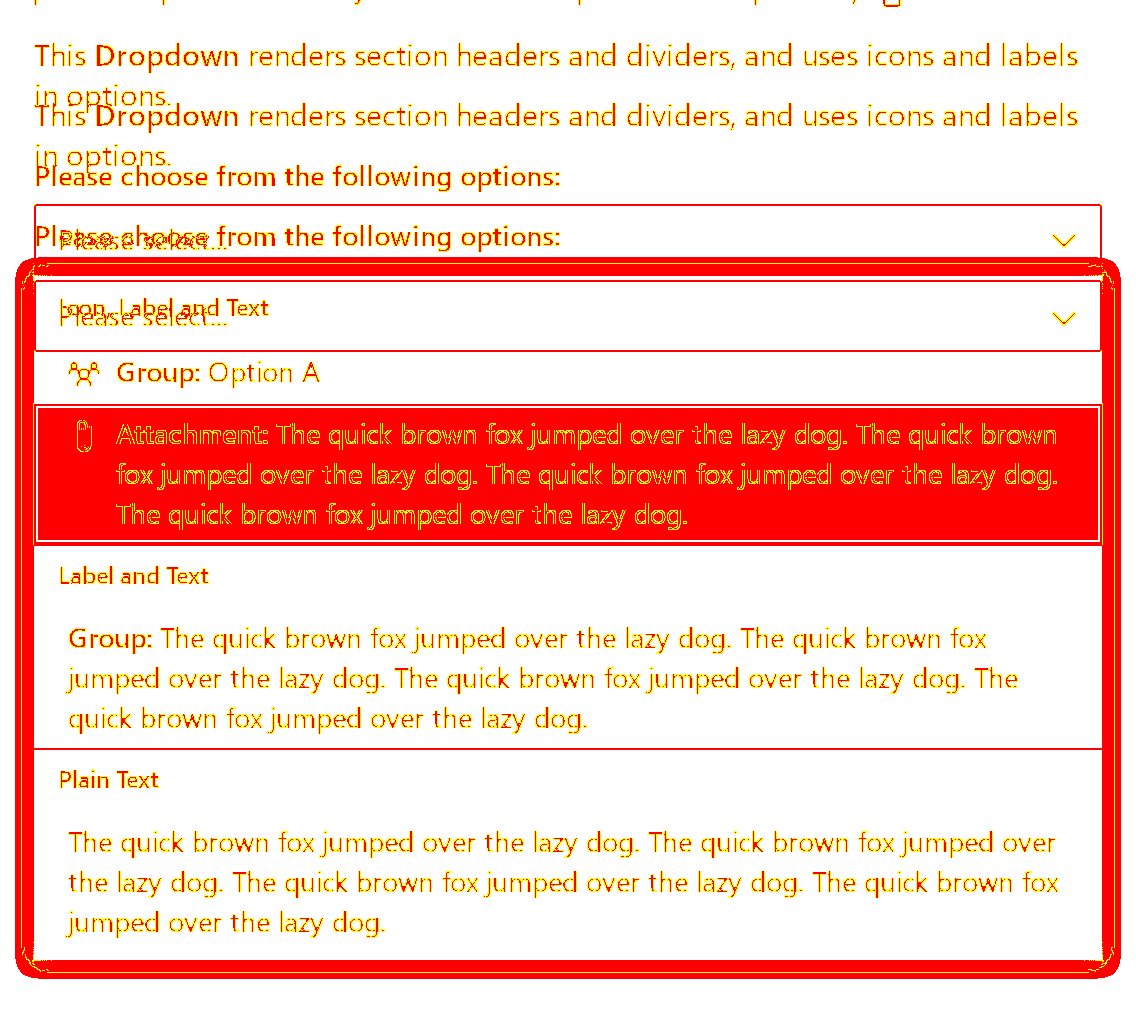 This Dropdown renders section headers and dividers, and uses icons and labels
in options.
This Dropdown renders section headers and dividers, and uses icons and labels
in options.
Please choose from the following options:
Please choose from the following options:
Please select...
Icon, Label and Text
Please select...
Group: Option A
Attachment: The quick brown fox jumped over the lazy dog. The quick brown
fox jumped over the lazy dog. The quick brown fox jumped over the lazy dog.
The quick brown fox jumped over the lazy dog.
Label and Text
Group: The quick brown fox jumped over the lazy dog. The quick brown fox
jumped over the lazy dog. The quick brown fox jumped over the lazy dog. The
quick brown fox jumped over the lazy dog.
Plain Text
The quick brown fox jumped over the lazy dog. The quick brown fox jumped over
the lazy dog. The quick brown fox jumped over the lazy dog. The quick brown fox
jumped over the lazy dog.